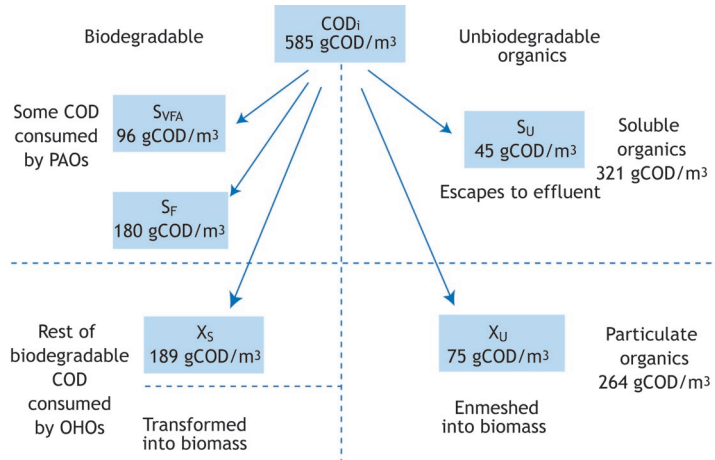 Biodegradable
CODi
585 gCOD/m³
Unbiodegradable
organics
Some COD
consumed
by PAOs
SVFA
96 gCOD/m³
SF
180 gCOD/m³
SU
45 gCOD/m³
Escapes to effluent
Soluble
organics
321 gCOD/m³
Rest of
biodegradable
COD
consumed
by OHOs
XS
189 gCOD/m³
Transformed
into biomass
XU
75 gCOD/m³
Enmeshed
into biomass
Particulate
organics
264 gCOD/m³